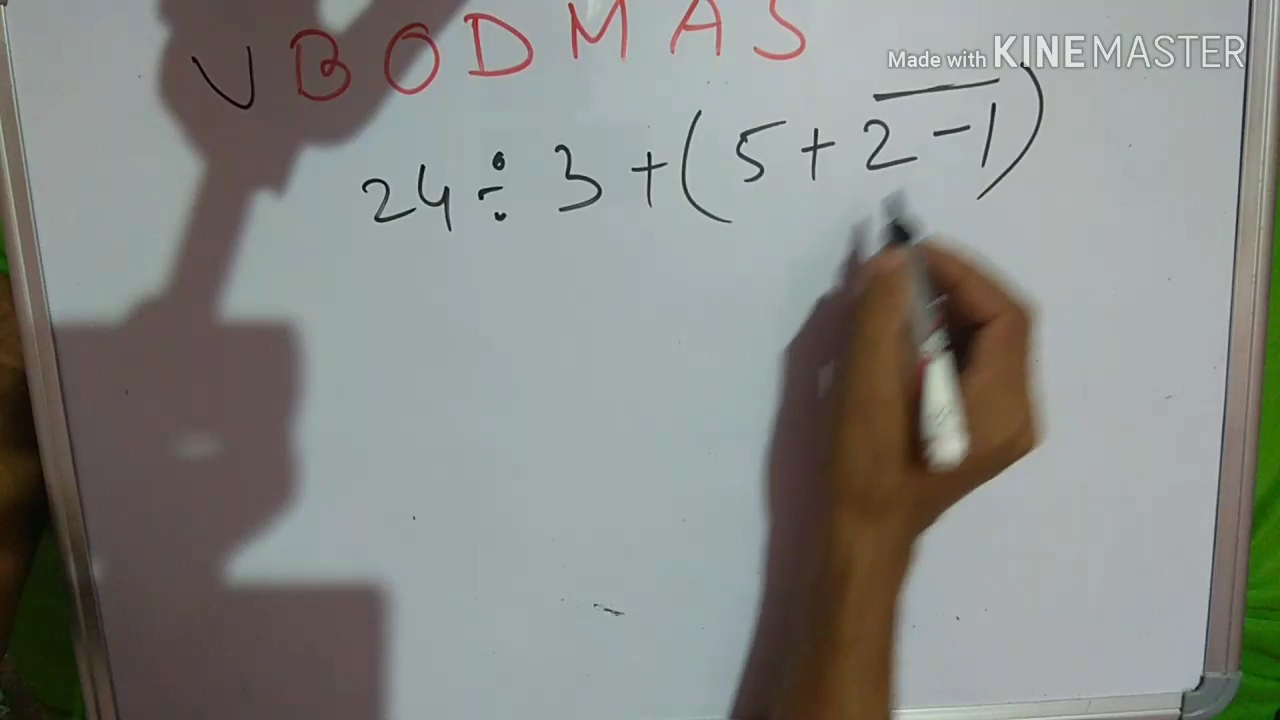 VBODMAS
Made with KINEMASTER
24 ÷ 3 + ( 5 + 2̅ ̅-̅ ̅1̅ )